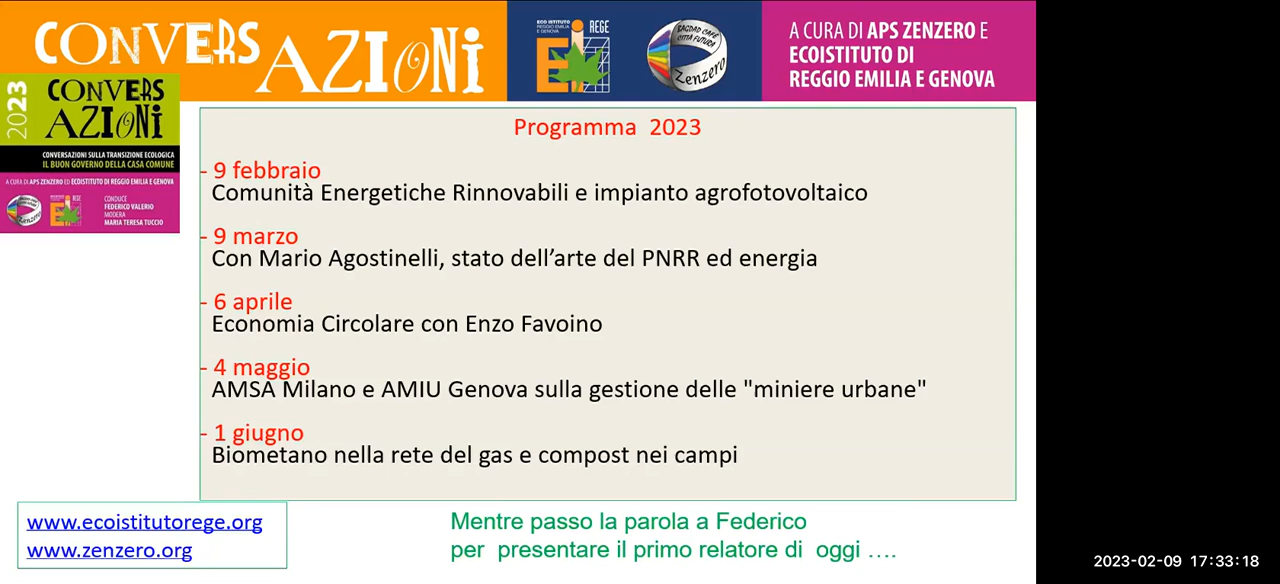 CONVERSAZIONI
ECO ISTITUTO
REGGIO EMILIA E
GENOVA
REGE
BAGDAD CAFÈ
CITTÀ FUTURA
Zenzero
A CURA DI APS ZENZERO E
ECOISTITUTO DI
REGGIO EMILIA E GENOVA
2023
CONVERSAZIONI
CONVERSAZIONI SULLA TRANSIZIONE ECOLOGICA
IL BUON GOVERNO DELLA CASA COMUNE
A CURA DI APS ZENZERO ED ECOISTITUTO DI REGGIO EMILIA E GENOVA
Zenzero
REGE
CONDUCE
FEDERICO VALERIO
MODERA
MARIA TERESA TUCCIO
Programma 2023
- 9 febbraio
Comunità Energetiche Rinnovabili e impianto agrofotovoltaico
- 9 marzo
Con Mario Agostinelli, stato dell’arte del PNRR ed energia
- 6 aprile
Economia Circolare con Enzo Favoino
- 4 maggio
AMSA Milano e AMIU Genova sulla gestione delle "miniere urbane"
- 1 giugno
Biometano nella rete del gas e compost nei campi
www.ecoistitutorege.org
www.zenzero.org
Mentre passo la parola a Federico
per presentare il primo relatore di oggi ....
2023-02-09 17:33:18